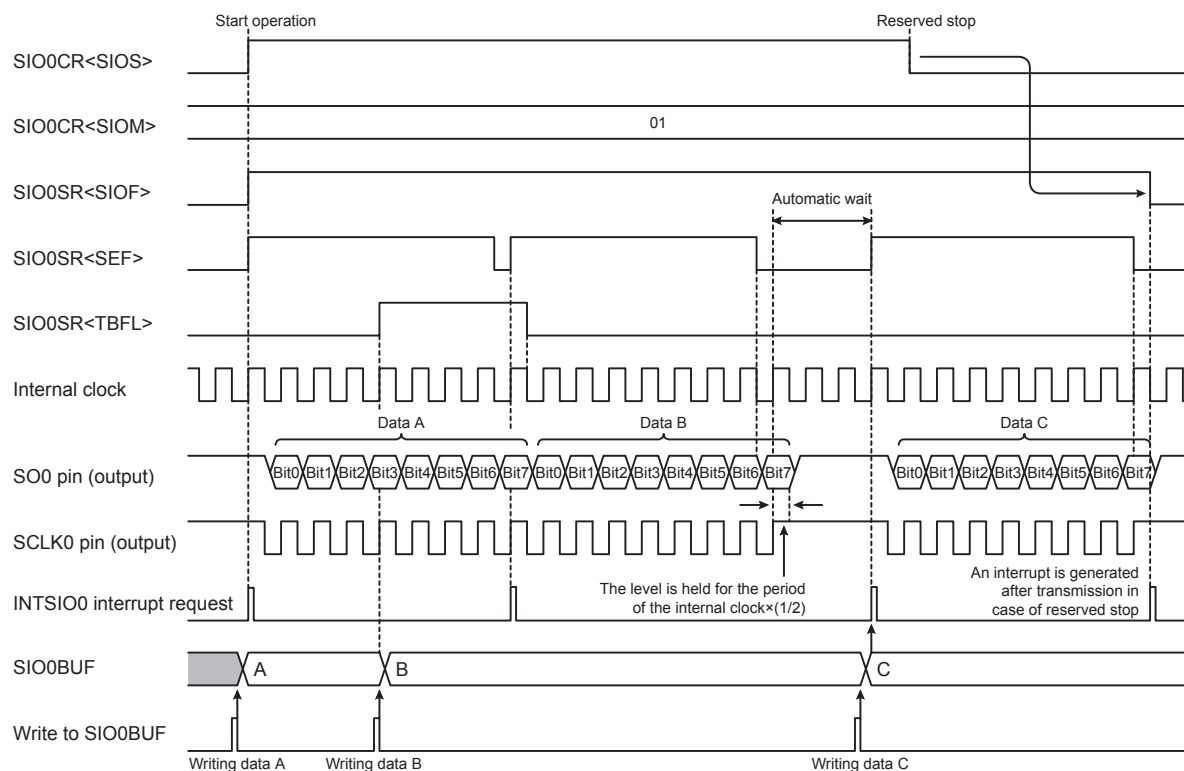 Start operation
Reserved stop
SIO0CR<SIOS>
SIO0CR<SIOM>
01
SIO0SR<SIOF>
Automatic wait
SIO0SR<SEF>
SIO0SR<TBFL>
Internal clock
Data A
Data B
Data C
SO0 pin (output)
Bit0 Bit1 Bit2 Bit3 Bit4 Bit5 Bit6 Bit7 Bit0 Bit1 Bit2 Bit3 Bit4 Bit5 Bit6 Bit7
Bit0 Bit1 Bit2 Bit3 Bit4 Bit5 Bit6 Bit7
SCLK0 pin (output)
The level is held for the period
of the internal clock×(1/2)
An interrupt is generated
after transmission in
case of reserved stop
INTSIO0 interrupt request
SIO0BUF
A
B
C
Write to SIO0BUF
Writing data A
Writing data B
Writing data C